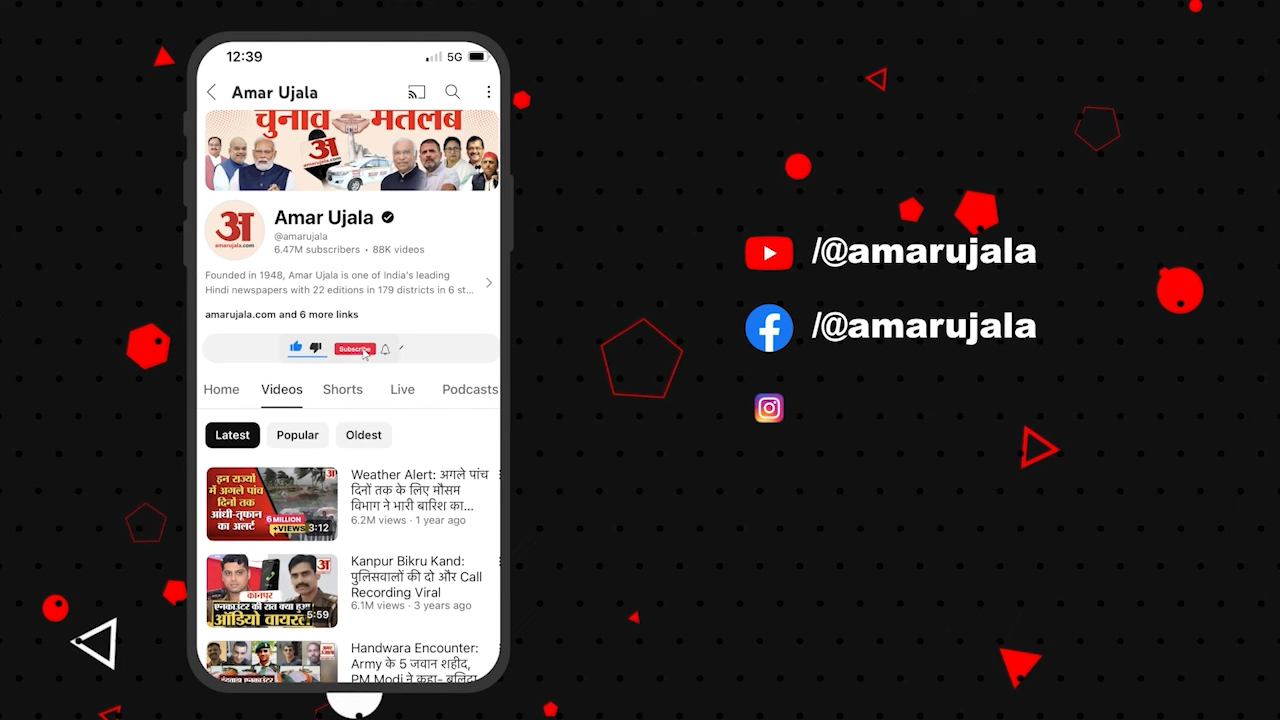 12:39
5G
Amar Ujala
चुनाव मतलब
अ
amarujala.com
अ
amarujala.com
Amar Ujala
@amarujala
6.47M subscribers • 88K videos
Founded in 1948, Amar Ujala is one of India's leading
Hindi newspapers with 22 editions in 179 districts in 6 st...
amarujala.com and 6 more links
Subscribe
Home Videos Shorts Live Podcasts
Latest Popular Oldest
इन राज्यों
में अगले पांच
दिनों तक
आंधी-तूफान
का अलर्ट
अ
6 MILLION
+VIEWS
3:12
Weather Alert: अगले पांच
दिनों तक के लिए मौसम
विभाग ने भारी बारिश का...
6.2M views · 1 year ago
अ
कानपुर
एनकाउंटर की रात क्या हुआ
ऑडियो वायरल
5:59
Kanpur Bikru Kand:
पुलिसवालों की दो और Call
Recording Viral
6.1M views · 3 years ago
Handwara Encounter:
Army के 5 जवान शहीद,
PM Modi ने कहा-
/@amarujala
/@amarujala